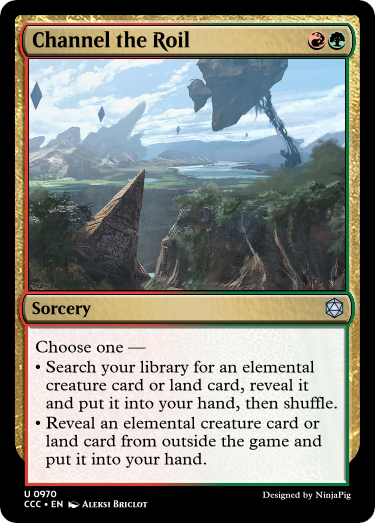 Channel the Roil
Sorcery
Choose one —
• Search your library for an elemental
creature card or land card, reveal it
and put it into your hand, then shuffle.
• Reveal an elemental creature card or
land card from outside the game and
put it into your hand.
U 0970
CCC • EN Aleksi Briclot
Designed by NinjaPig